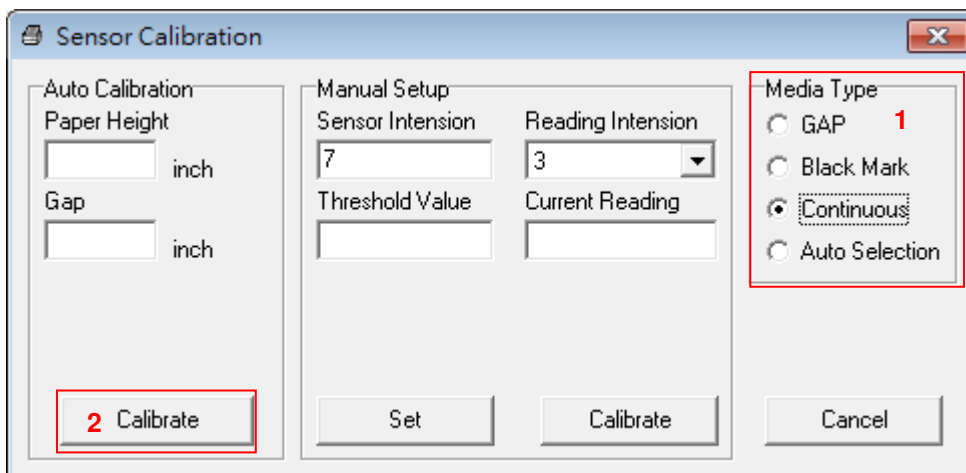 Sensor Calibration
Auto Calibration
Paper Height
inch
Gap
inch
2 Calibrate
Manual Setup
Sensor Intension
7
Reading Intension
3
Threshold Value
Current Reading
Set
Calibrate
Media Type
GAP 1
Black Mark
Continuous
Auto Selection
Cancel